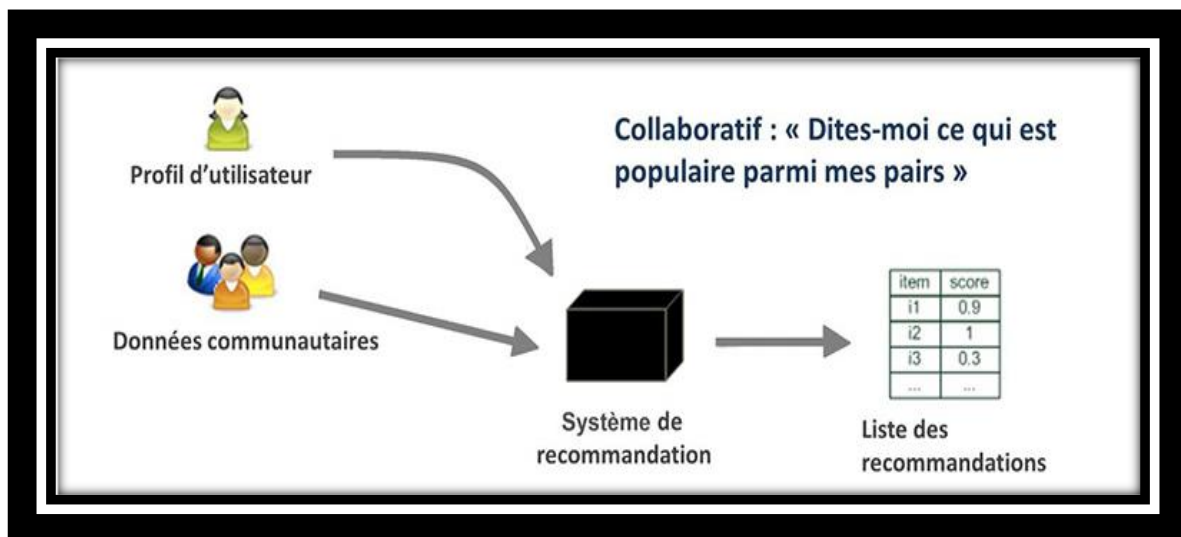 Collaboratif : « Dites-moi ce qui est
populaire parmi mes pairs »
Profil d'utilisateur
Données communautaires
Système de
recommandation
item score
i1 0.9
i2 1
i3 0.3
... ...
Liste des
recommandations